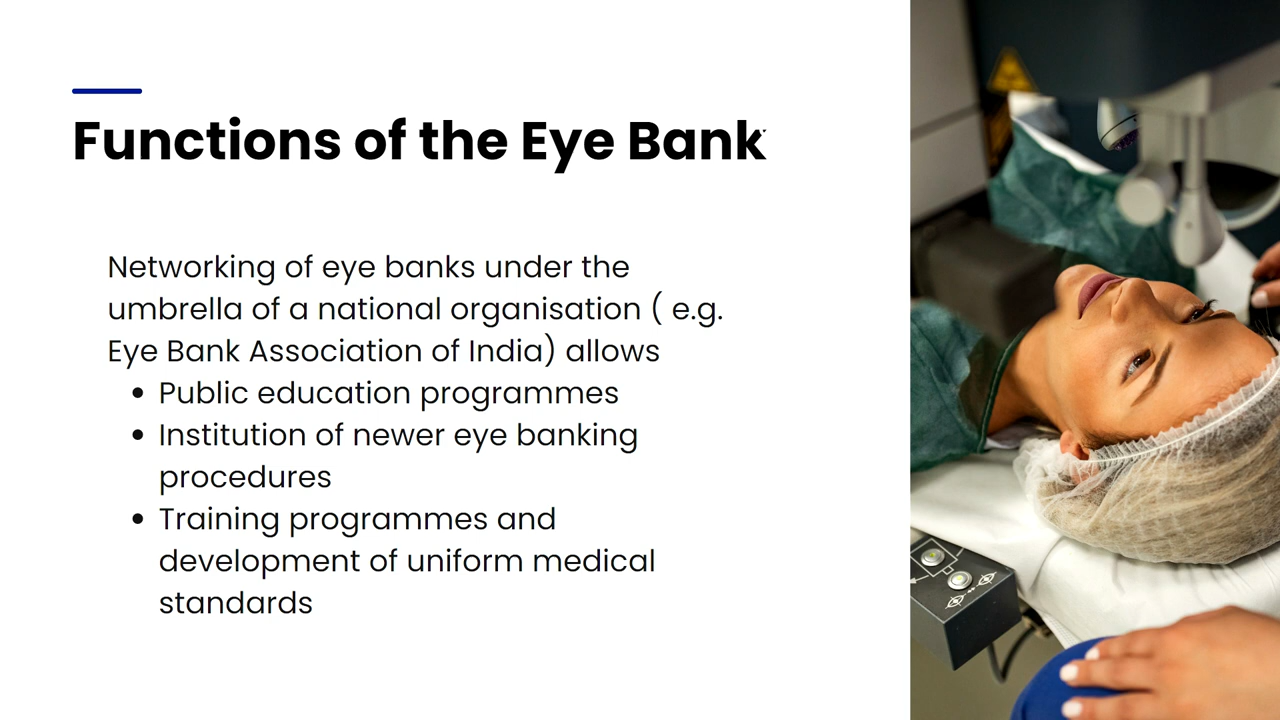 Functions of the Eye Bank
Networking of eye banks under the
umbrella of a national organisation ( e.g.
Eye Bank Association of India) allows
• Public education programmes
• Institution of newer eye banking
procedures
• Training programmes and
development of uniform medical
standards